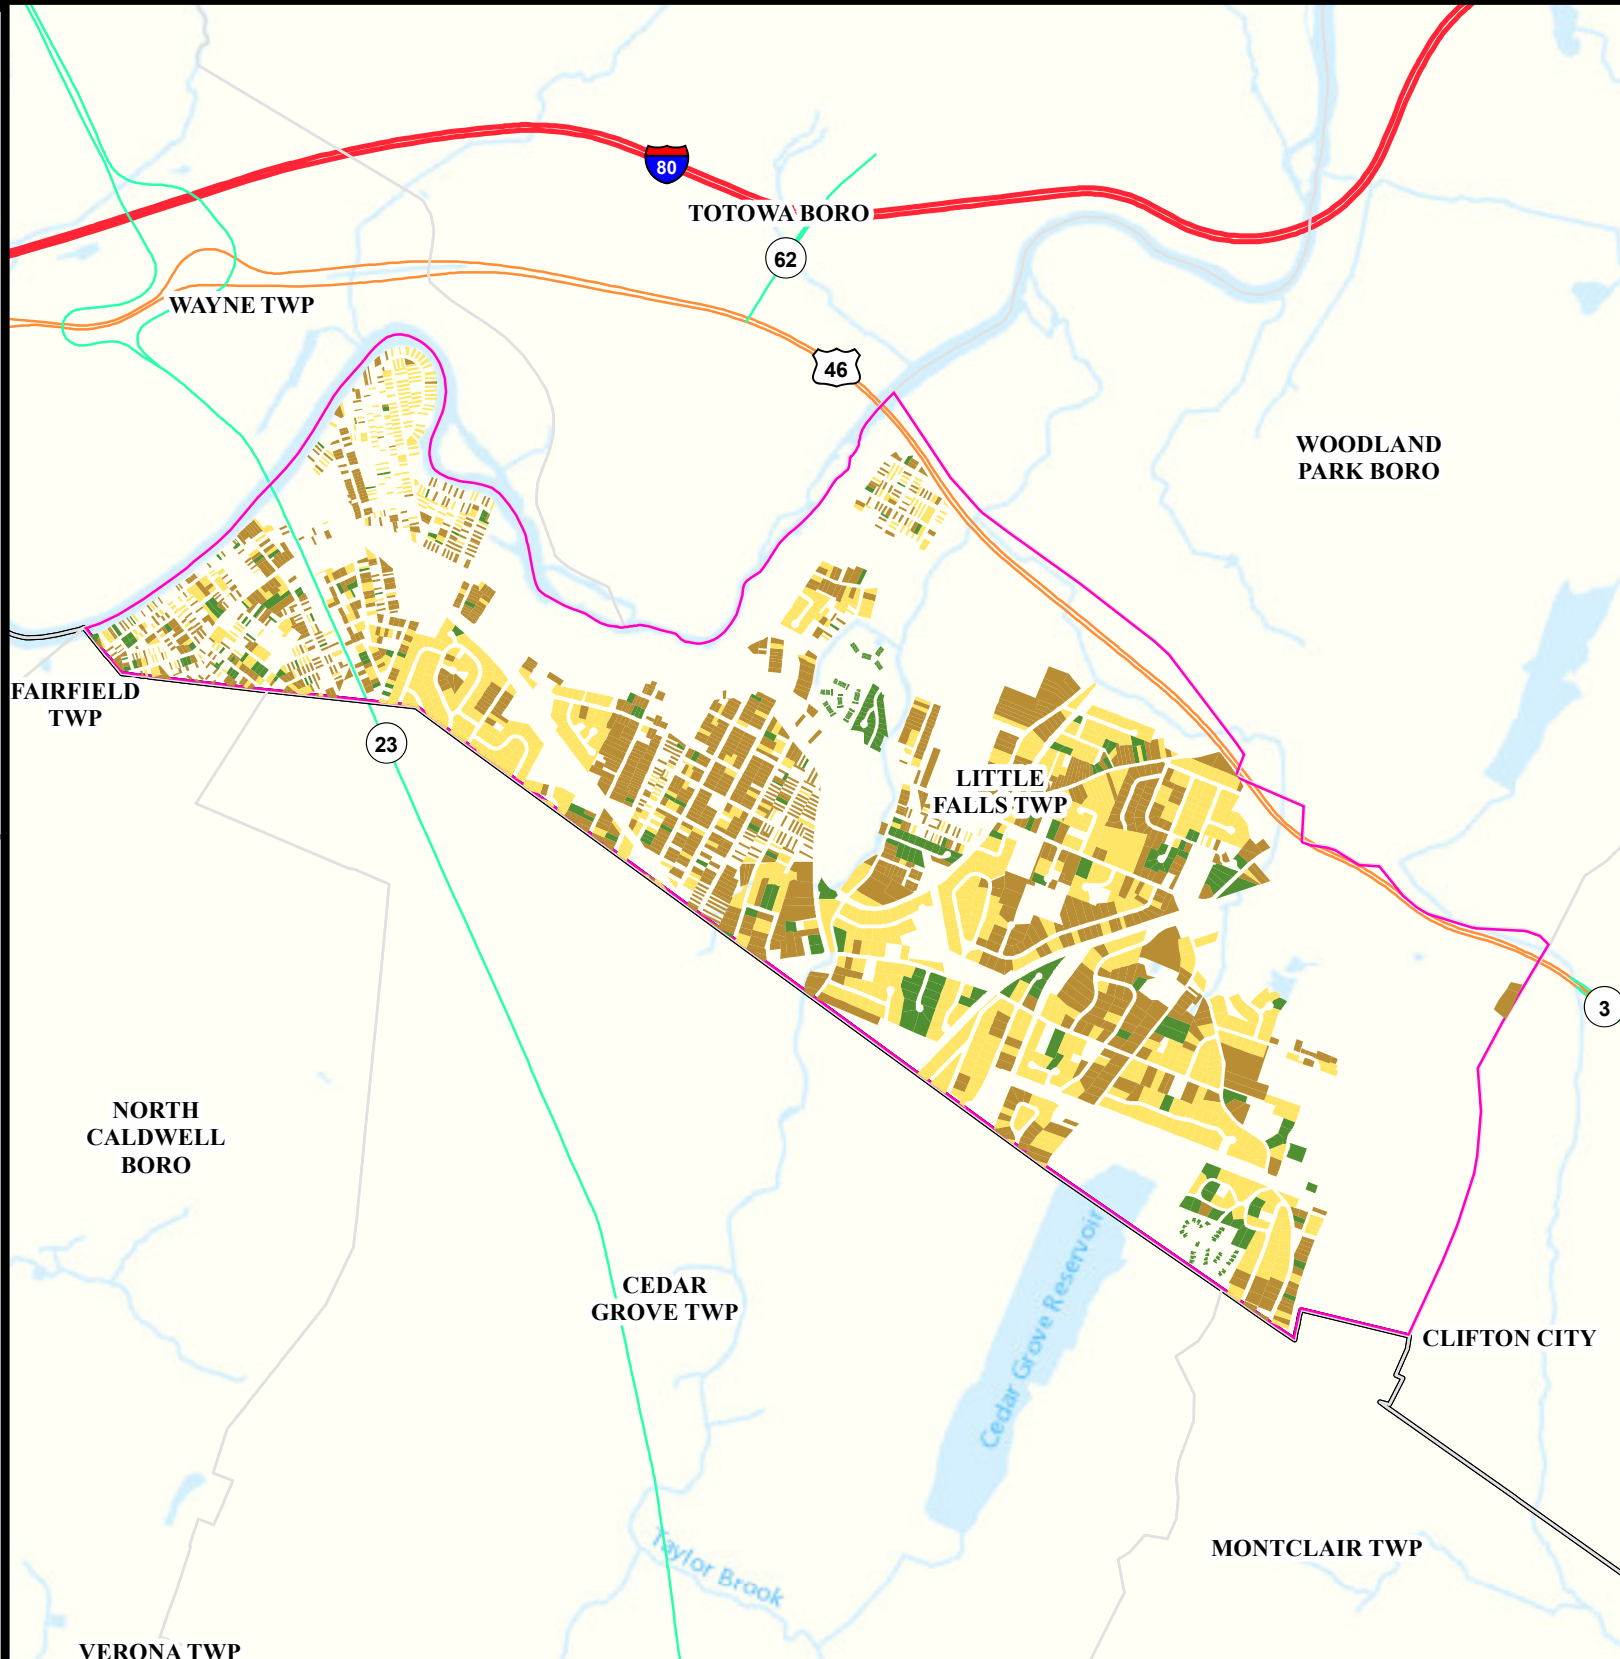 80
TOTOWA BORO
62
WAYNE TWP
46
WOODLAND
PARK BORO
FAIRFIELD
TWP
23
LITTLE
FALLS TWP
3
NORTH
CALDWELL
BORO
CEDAR
GROVE TWP
Cedar Grove Reservoir
CLIFTON CITY
MONTCLAIR TWP
Taylor Brook
VERONA TWP